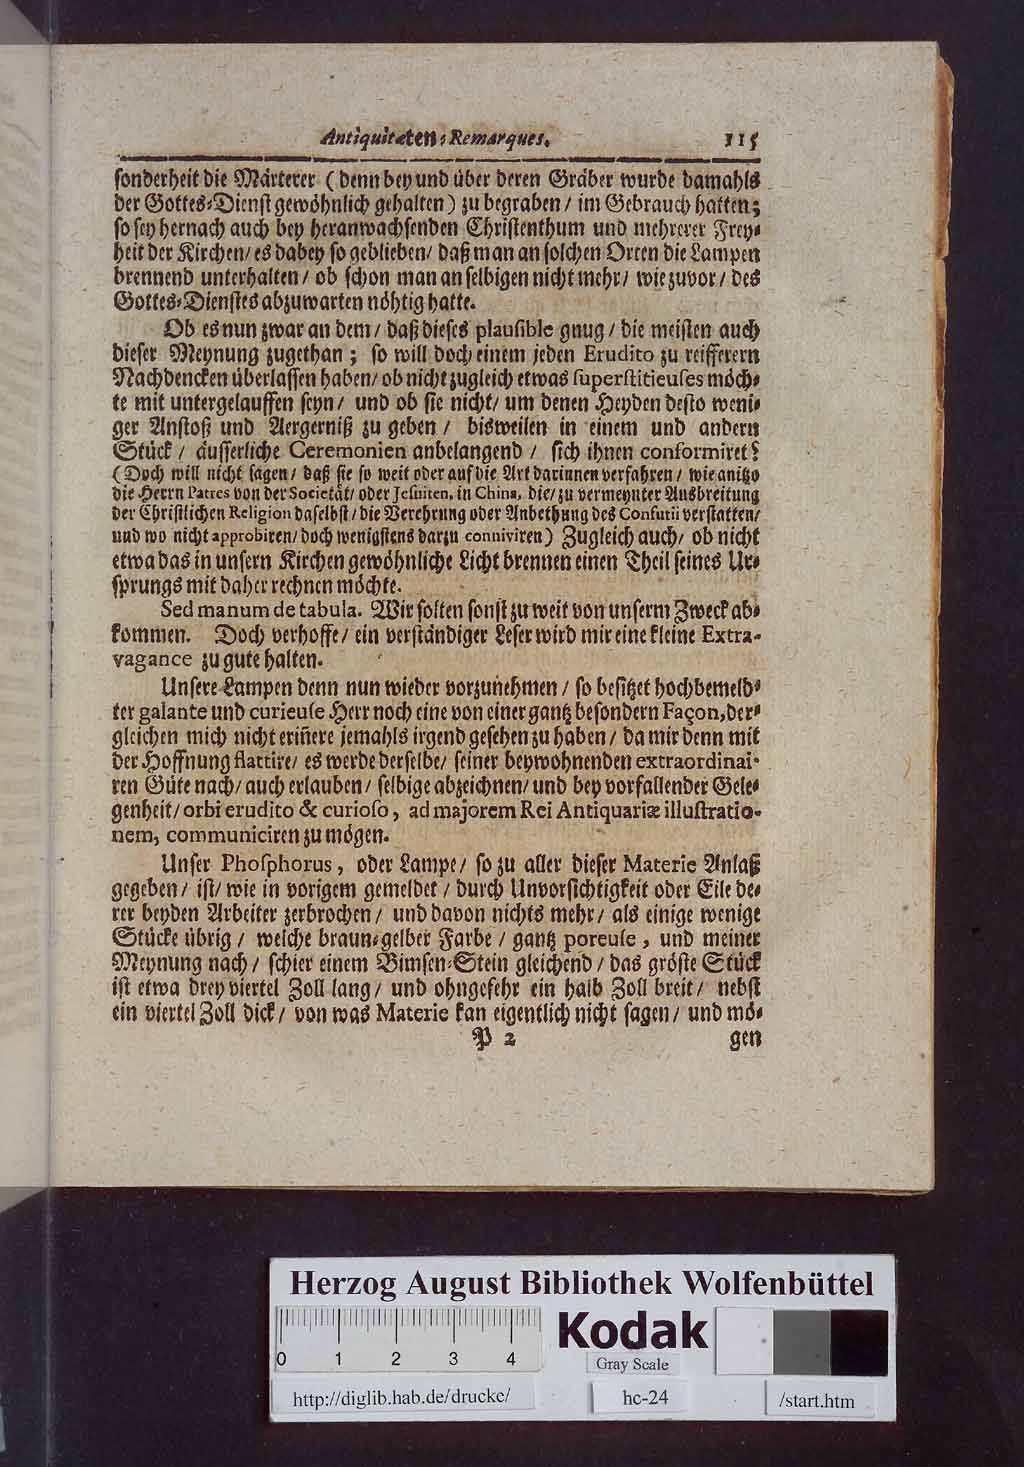 Antiquitæten-Remarques. 115
sonderheit die Märterer (denn bey und über deren Gräber wurde damahls
der Gottes-Dienst gewöhnlich gehalten) zu begraben / im Gebrauch hatten;
so sey hernach auch bey heranwachsenden Christenthum und mehrerer Frey-
heit der Kirchen / es dabey so geblieben / daß man an solchen Orten die Lampen
brennend unterhalten / ob schon man an selbigen nicht mehr / wie zuvor / des
Gottes-Dienstes abzuwarten nöhtig hatte.
Ob es nun zwar an dem / daß dieses plausible gnug / die meisten auch
dieser Meynung zugethan; so will doch einem jeden Erudito zu reifferern
Nachdencken überlassen haben / ob nicht zugleich etwas superstitieuses möch-
te mit untergelauffen seyn / und ob sie nicht / um denen Heyden desto weni-
ger Anstoß und Aergerniß zu geben / bisweilen in einem und andern
Stück / äusserliche Ceremonien anbelangend / sich ihnen conformiret?
(Doch will nicht sagen / daß sie so weit oder auf die Art darinnen verfahren / wie anitzo
die Herrn Patres von der Societät / oder Jesuiten, in China, die / zu vermeynter Ausbreitung
der Christlichen Religion daselbst / die Verehrung oder Anbethung des Confutii verstatten /
und wo nicht approbiren / doch wenigstens darzu conniviren) Zugleich auch / ob nicht
etwa das in unsern Kirchen gewöhnliche Licht brennen einen Theil seines Ur-
sprungs mit daher rechnen möchte.
Sed manum de tabula. Wir solten sonst zu weit von unserm Zweck ab-
kommen. Doch verhoffe / ein verständiger Leser wird mir eine kleine Extra-
vagance zu gute halten.
Unsere Lampen denn nun wieder vorzunehmen / so besitzet hochbemeld-
ter galante und curieuse Herr noch eine von einer gantz besondern Façon, der-
gleichen mich nicht erin̄ere jemahls irgend gesehen zu haben / da mir denn mit
der Hoffnung flattire / es werde derselbe / seiner beywohnenden extraordinai-
ren Güte nach / auch erlauben / selbige abzeichnen / und bey vorfallender Gele-
genheit / orbi erudito & curioso, ad majorem Rei Antiquariæ illustratio-
nem, communiciren zu mögen.
Unser Phosphorus, oder Lampe / so zu aller dieser Materie Anlaß
gegeben / ist / wie in vorigem gemeldet / durch Unvorsichtigkeit oder Eile de-
rer beyden Arbeiter zerbrochen / und davon nichts mehr / als einige wenige
Stücke übrig / welche braun-gelber Farbe / gantz poreuse, und meiner
Meynung nach / schier einem Bimsen-Stein gleichend / das gröste Stück
ist etwa drey viertel Zoll lang / und ohngefehr ein halb Zoll breit / nebst
ein viertel Zoll dick / von was Materie kan eigentlich nicht sagen / und mö-
P 2 gen
Herzog August Bibliothek Wolfenbüttel
Kodak
Gray Scale
0 1 2 3 4
http://diglib.hab.de/drucke/ hc-24 /start.htm